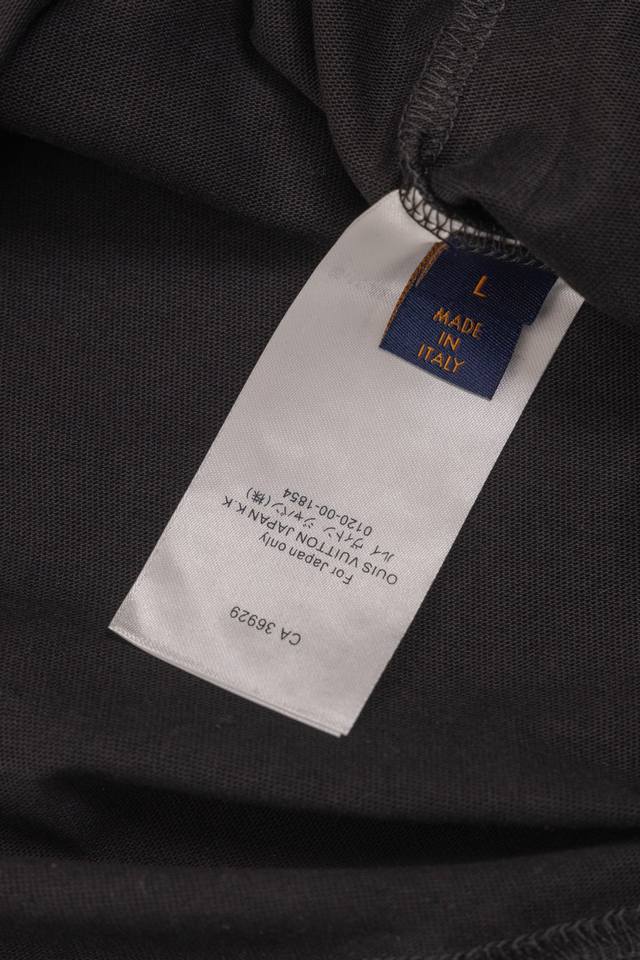 L
MADE
IN
ITALY
CA 36929
For Japan only
OUIS VUITTON JAPAN K.K
ルイ ヴィトン ジャパン(株)
0120-00-1854